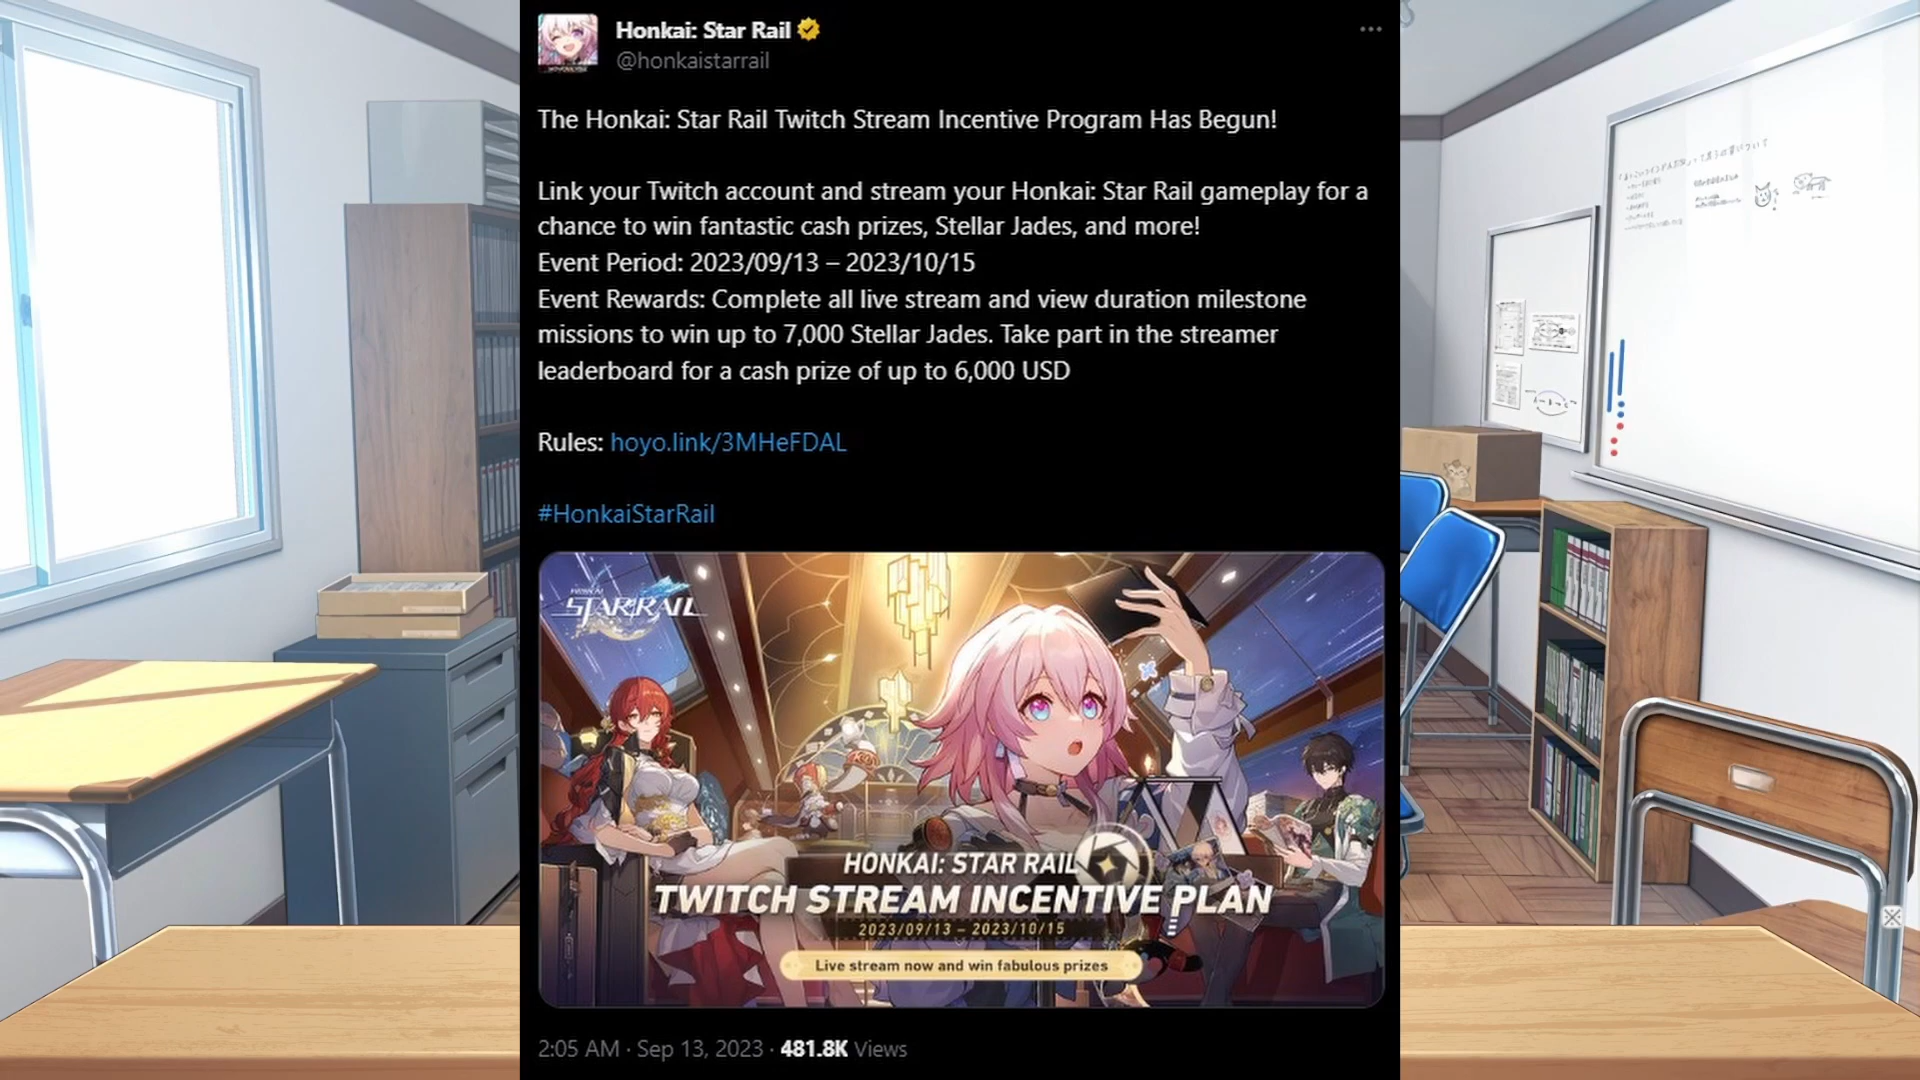 Honkai: Star Rail
@honkaistarrail
The Honkai: Star Rail Twitch Stream Incentive Program Has Begun!
Link your Twitch account and stream your Honkai: Star Rail gameplay for a
chance to win fantastic cash prizes, Stellar Jades, and more!
Event Period: 2023/09/13 – 2023/10/15
Event Rewards: Complete all live stream and view duration milestone
missions to win up to 7,000 Stellar Jades. Take part in the streamer
leaderboard for a cash prize of up to 6,000 USD
Rules: hoyo.link/3MHeFDAL
#HonkaiStarRail
HONKAI
STAR RAIL
HONKAI: STAR RAIL
TWITCH STREAM INCENTIVE PLAN
2023/09/13 – 2023/10/15
Live stream now and win fabulous prizes
2:05 AM · Sep 13, 2023 · 481.8K Views